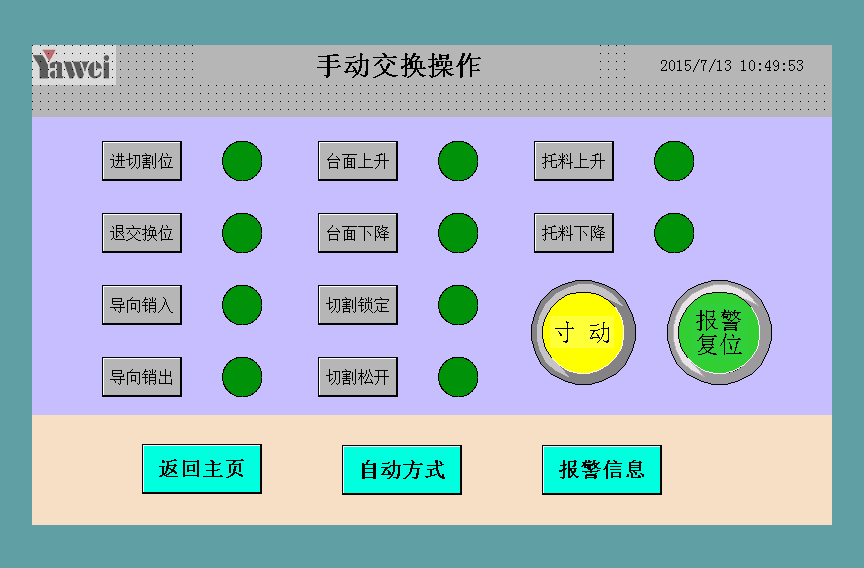 Yawei
手动交换操作
2015/7/13 10:49:53
进切割位
台面上升
托料上升
退交换位
台面下降
托料下降
导向销入
切割锁定
寸 动
报警
复位
导向销出
切割松开
返回主页
自动方式
报警信息